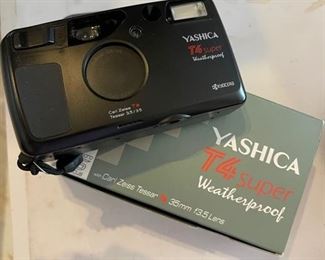 YASHICA
T4 super
Weatherproof
Carl Zeiss T*
Tessar 3.5/35
KYOCERA
YASHICA
T4 super
Weatherproof
with Carl Zeiss Tessar T* 35mm f3.5 Lens